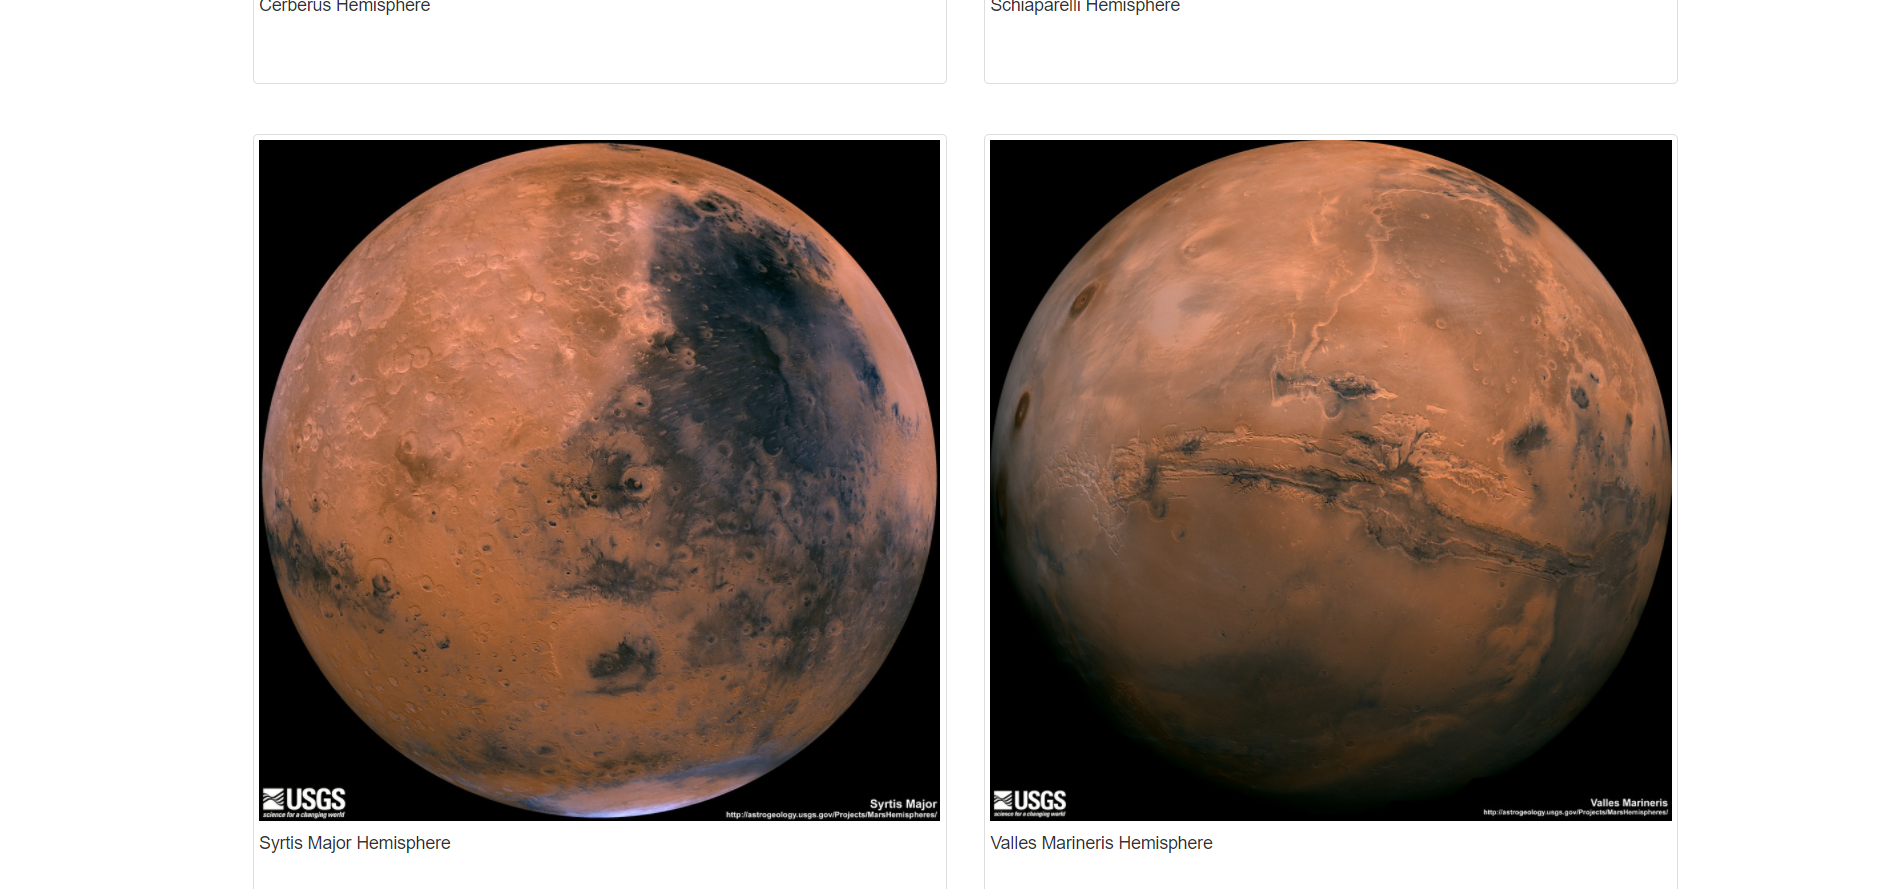 Cerberus Hemisphere
Schiaparelli Hemisphere
USGS
science for a changing world
Syrtis Major
http://astrogeology.usgs.gov/Projects/MarsHemispheres/
Syrtis Major Hemisphere
USGS
science for a changing world
Valles Marineris
http://astrogeology.usgs.gov/Projects/MarsHemispheres/
Valles Marineris Hemisphere